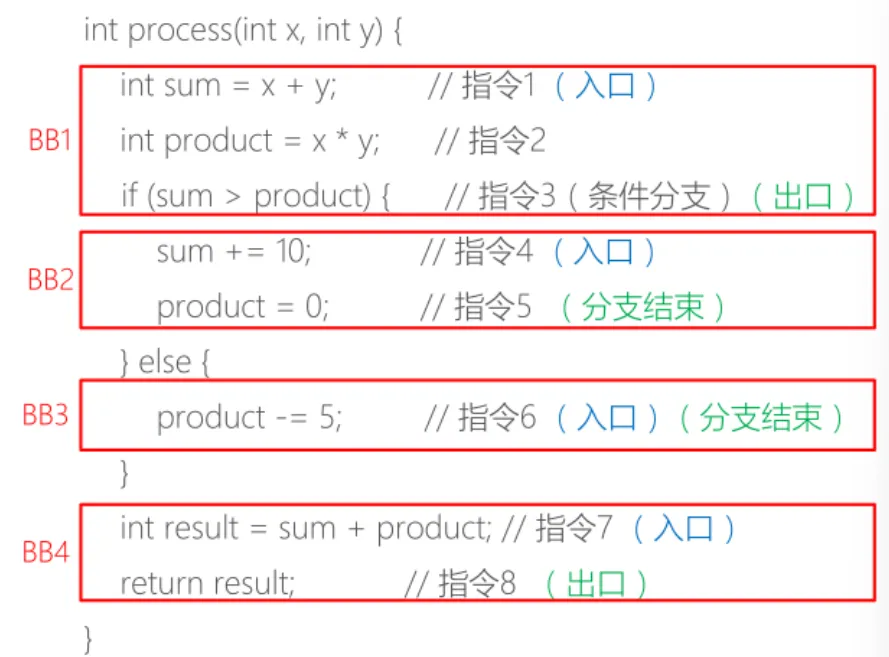 int process(int x, int y) {
int sum = x + y; // 指令1（入口）
BB1 int product = x * y; // 指令2
if (sum > product) { // 指令3（条件分支）（出口）
sum += 10; // 指令4（入口）
BB2 product = 0; // 指令5 （分支结束）
} else {
BB3 product -= 5; // 指令6（入口）（分支结束）
}
int result = sum + product; // 指令7（入口）
BB4
return result; // 指令8 （出口）
}